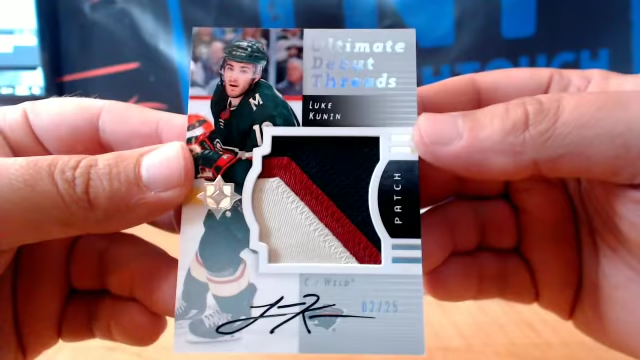 Ultimate
Debut
Threads
LUKE
KUNIN
M
PATCH
C / WILD
02/25